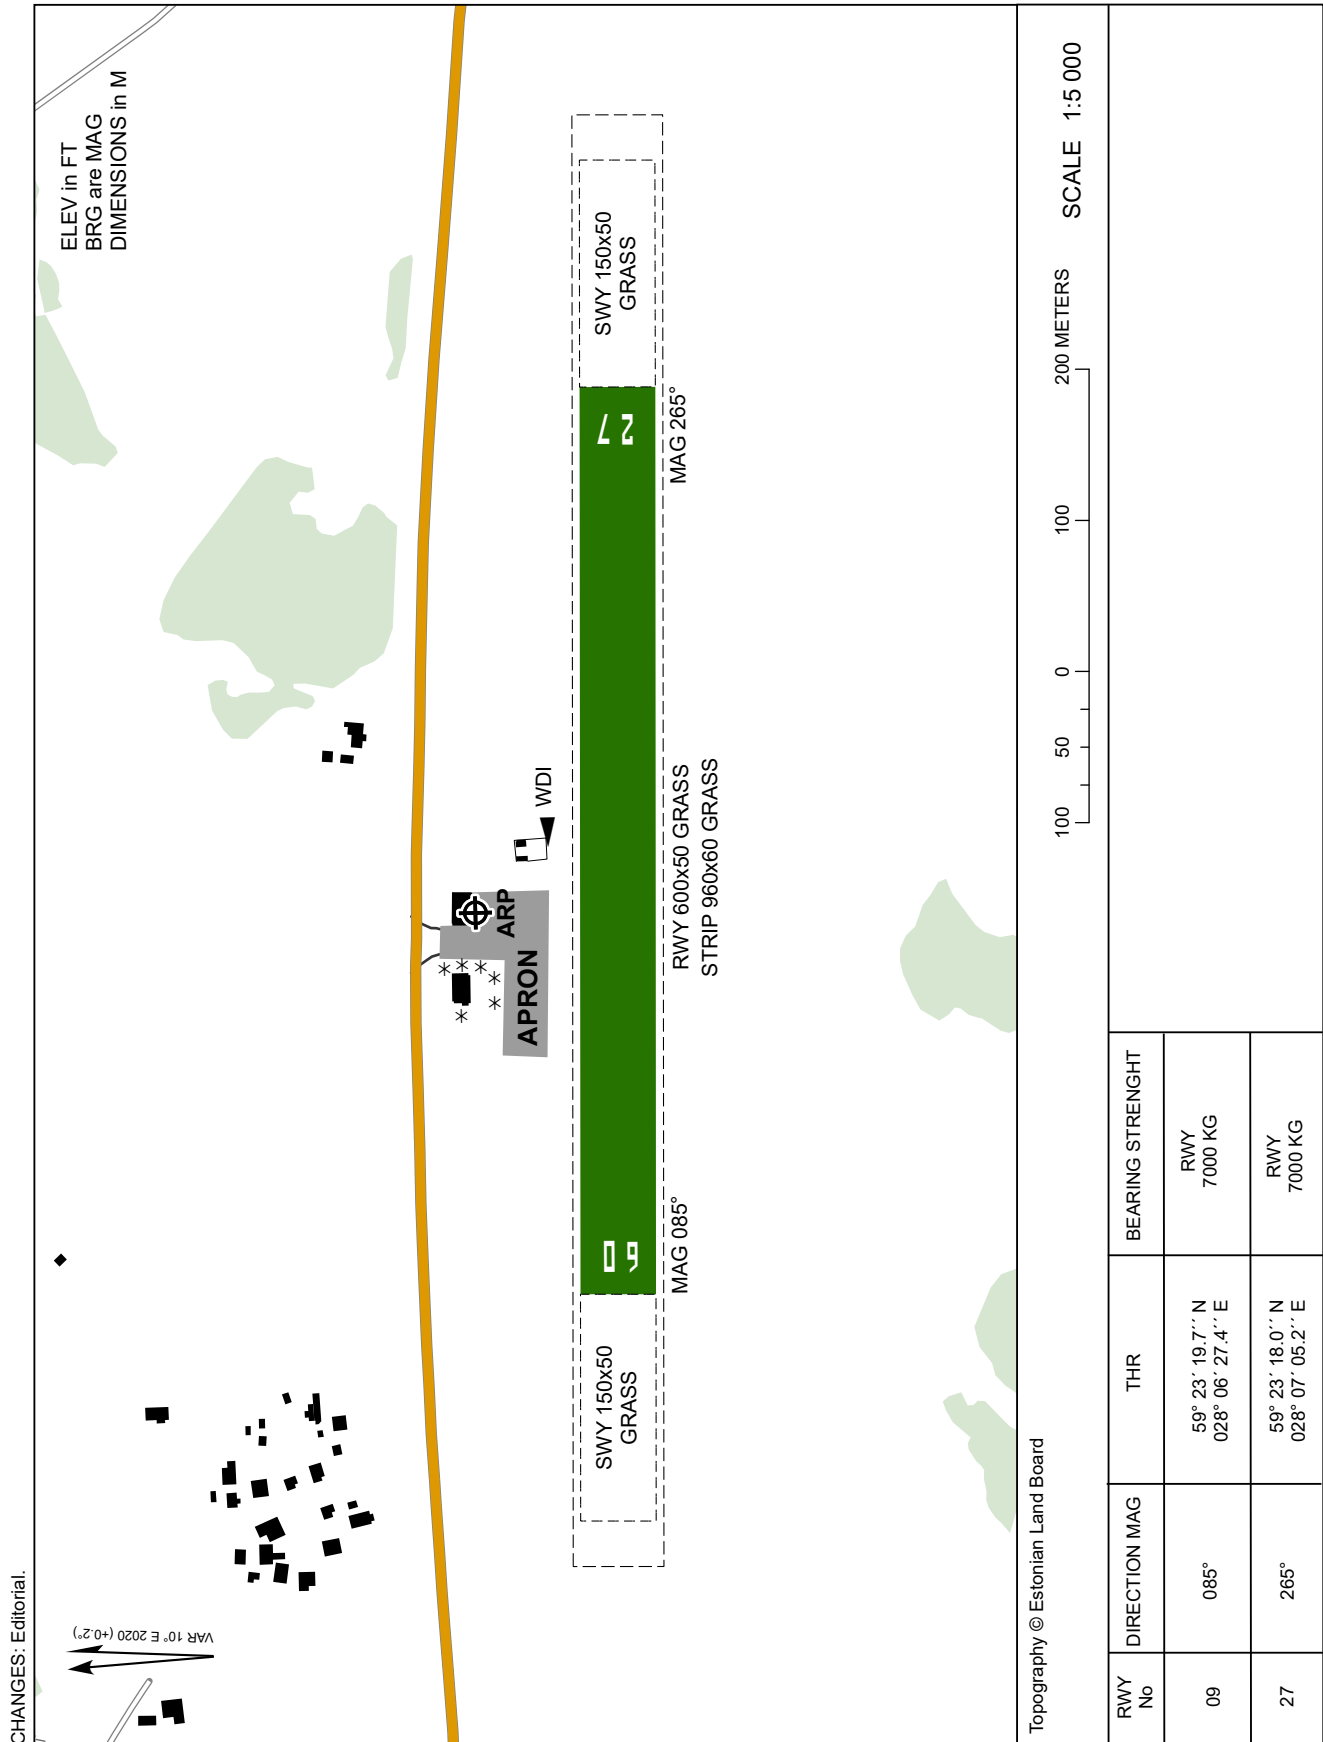 CHANGES: Editorial.
VAR 10° E 2020 (+0.2°)
ELEV in FT
BRG are MAG
DIMENSIONS in M
APRON
ARP
WDI
SWY 150x50
GRASS
09
27
SWY 150x50
GRASS
MAG 085°
RWY 600x50 GRASS
STRIP 960x60 GRASS
MAG 265°
Topography © Estonian Land Board
100 50 0 100 200 METERS
SCALE 1:5 000
RWY
No
DIRECTION MAG
THR
BEARING STRENGHT
09
085°
59° 23´ 19.7´´ N
028° 06´ 27.4´´ E
RWY
7000 KG
27
265°
59° 23´ 18.0´´ N
028° 07´ 05.2´´ E
RWY
7000 KG